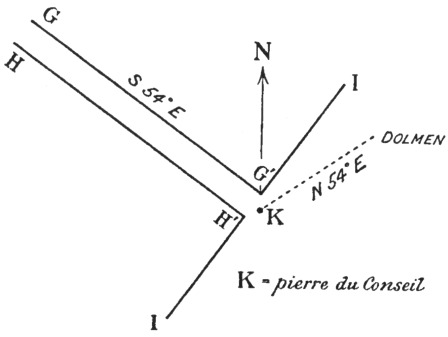 G
H
S 54° E
N
I
DOLMEN
G'
N 54° E
H'
K
K = pierre du Conseil
I